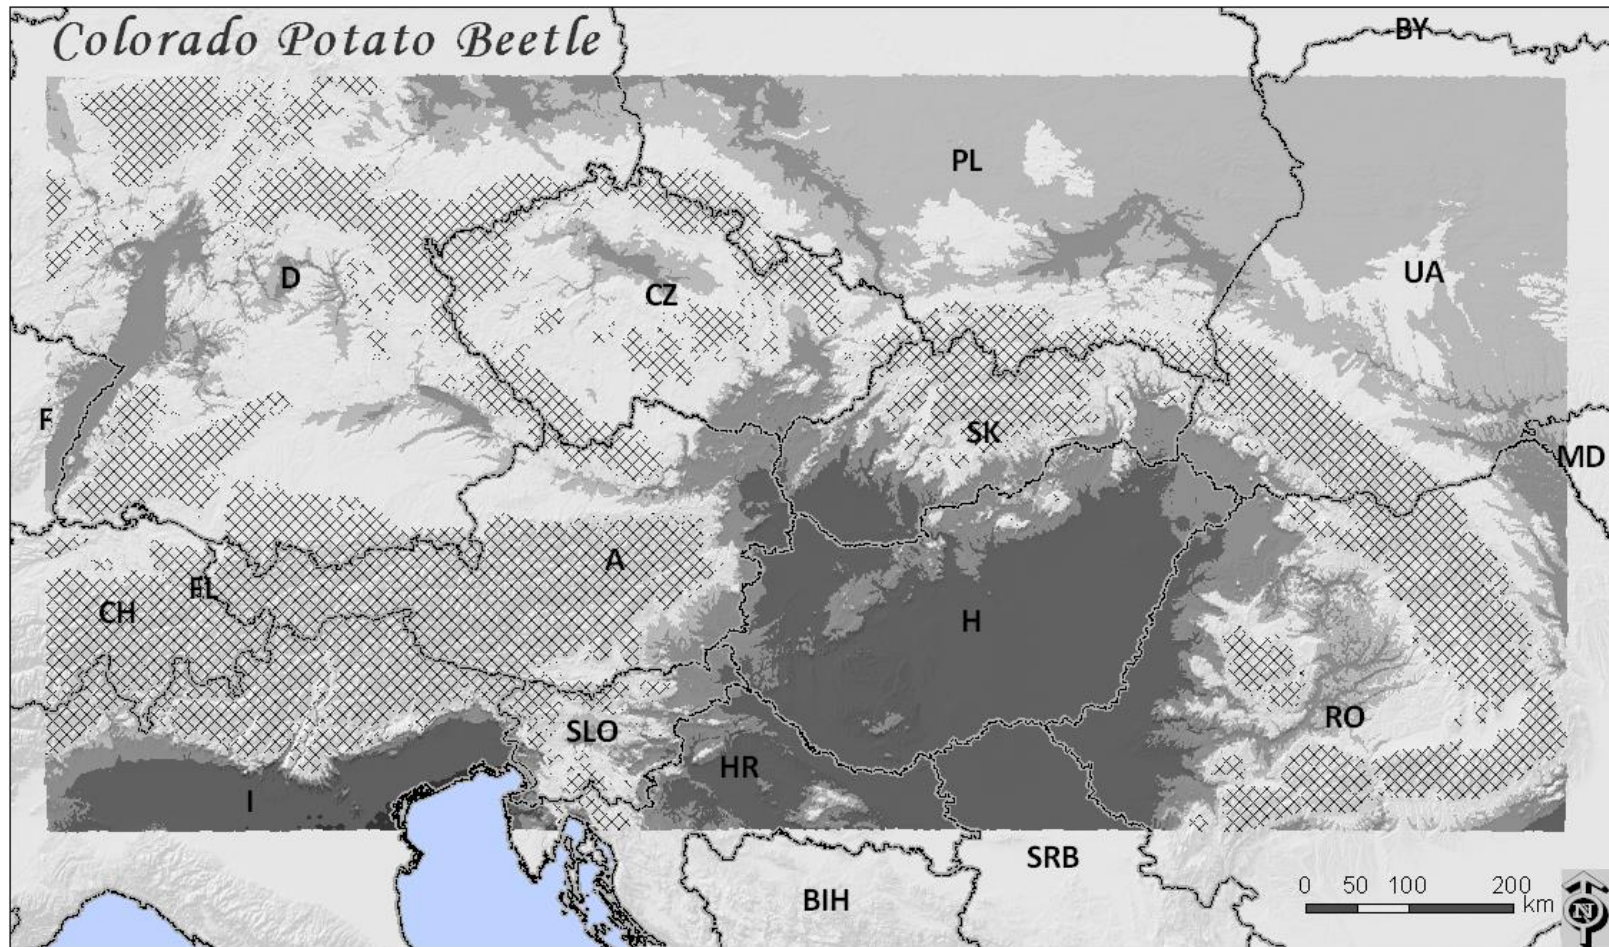 Colorado Potato Beetle
BY
PL
UA
D
CZ
F
SK
MD
A
FL
CH
H
RO
SLO
HR
I
SRB
BIH
0 50 100 200
km
N